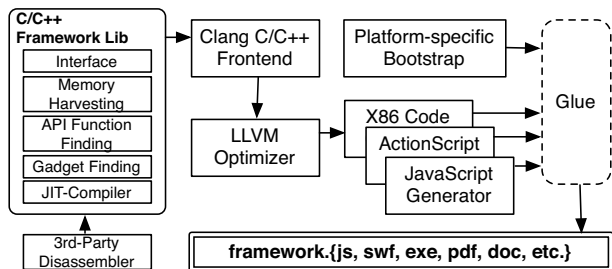 C/C++
Framework Lib
Interface
Memory
Harvesting
API Function
Finding
Gadget Finding
JIT-Compiler
3rd-Party
Disassembler
Clang C/C++
Frontend
LLVM
Optimizer
Platform-specific
Bootstrap
X86 Code
ActionScript
JavaScript
Generator
Glue
framework.{js, swf, exe, pdf, doc, etc.}